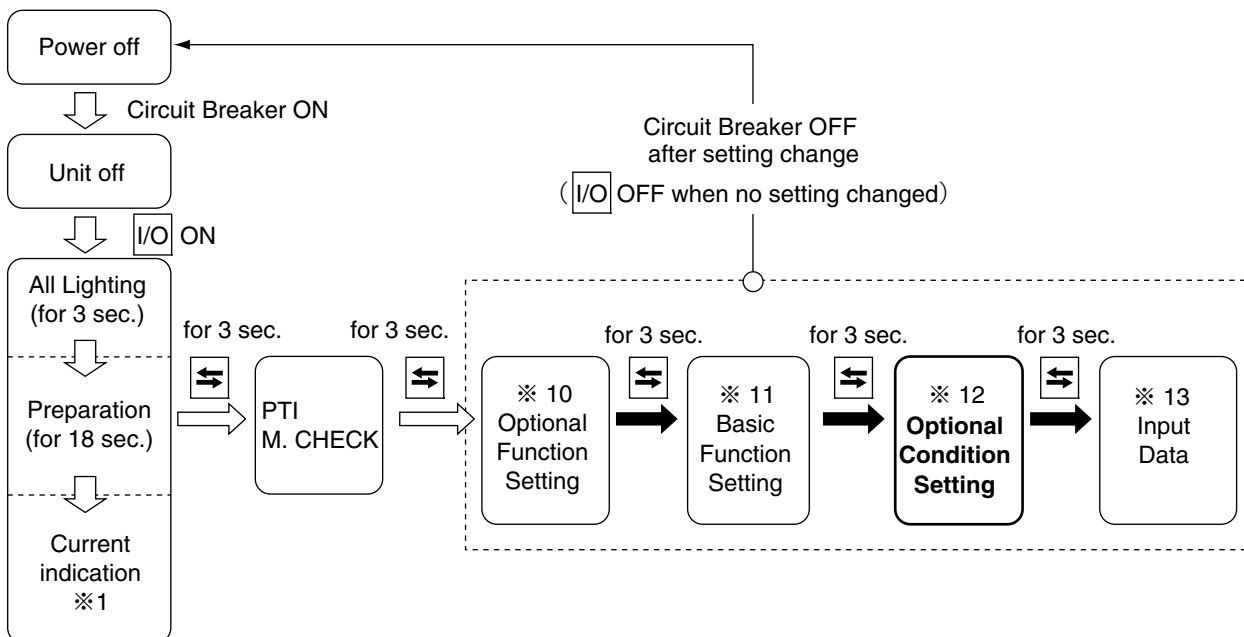 Power off
Circuit Breaker ON
Unit off
I/O ON
All Lighting
(for 3 sec.)
Preparation
(for 18 sec.)
Current
indication
※1
for 3 sec.
PTI
M. CHECK
for 3 sec.
Circuit Breaker OFF
after setting change
（ I/O OFF when no setting changed）
※ 10
Optional
Function
Setting
for 3 sec.
※ 11
Basic
Function
Setting
for 3 sec.
※ 12
Optional
Condition
Setting
for 3 sec.
※ 13
Input
Data